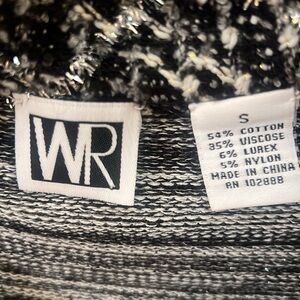 WR
S
54% COTTON
35% VISCOSE
6% LUREX
5% NYLON
MADE IN CHINA
RN 102888